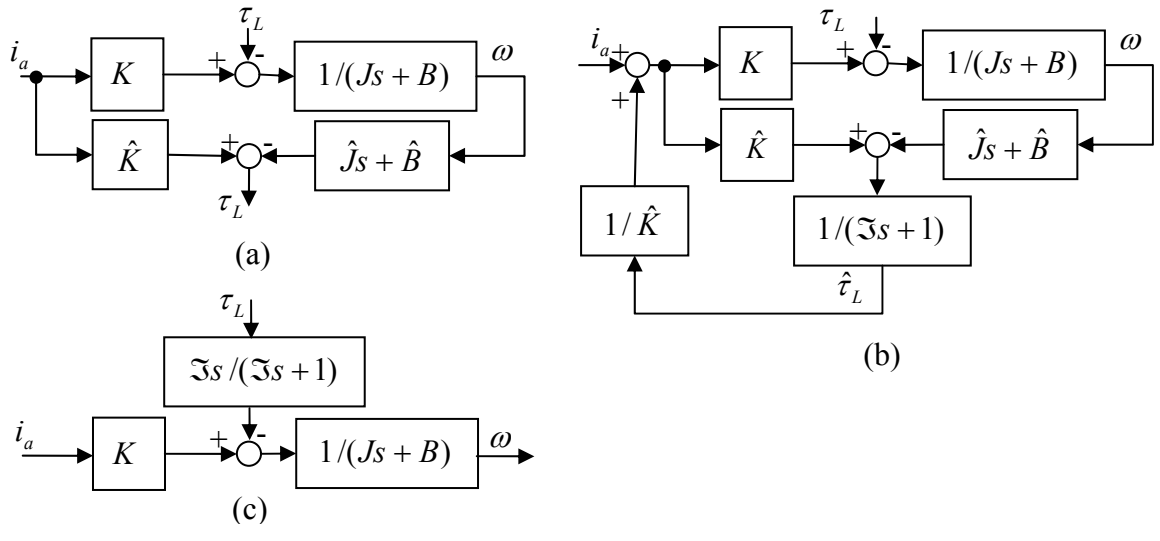 τ_L
i_a
K
+
-
1/(Js + B)
ω
K̂
+
-
Ĵs + B̂
τ_L
(a)
τ_L
i_a
+
+
K
+
-
1/(Js + B)
ω
K̂
+
-
Ĵs + B̂
1/K̂
1/(ℑs + 1)
τ̂_L
(b)
τ_L
ℑs/(ℑs + 1)
i_a
K
+
-
1/(Js + B)
ω
(c)